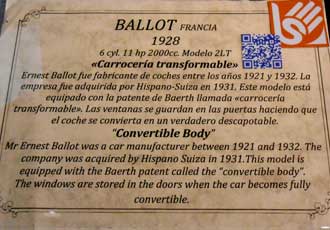 BALLOT FRANCIA
1928
6 cyl. 11 hp 2000cc. Modelo 2LT
«Carrocería transformable»
Ernest Ballot fue fabricante de coches entre los años 1921 y 1932. La
empresa fue adquirida por Hispano-Suiza en 1931. Este modelo está
equipado con la patente de Baerth llamada «carrocería
transformable». Las ventanas se guardan en las puertas haciendo que
el coche se convierta en un verdadero descapotable.
“Convertible Body”
Mr Ernest Ballot was a car manufacturer between 1921 and 1932. The
company was acquired by Hispano Suiza in 1931.This model is
equipped with the Baerth patent called the “convertible body”.
The windows are stored in the doors when the car becomes fully
convertible.